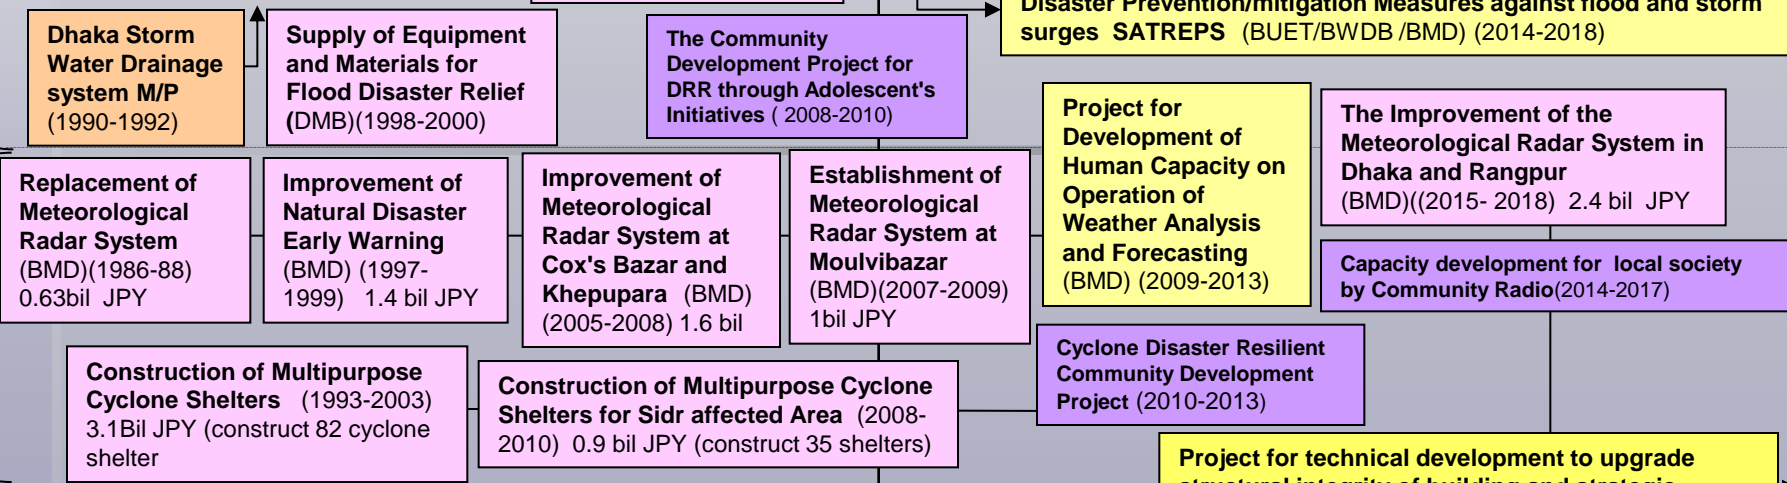 Disaster Prevention/mitigation Measures against flood and storm
surges SATREPS (BUET/BWDB /BMD) (2014-2018)
Dhaka Storm
Water Drainage
system M/P
(1990-1992)
Supply of Equipment
and Materials for
Flood Disaster Relief
(DMB)(1998-2000)
The Community
Development Project for
DRR through Adolescent's
Initiatives ( 2008-2010)
Project for
Development of
Human Capacity on
Operation of
Weather Analysis
and Forecasting
(BMD) (2009-2013)
The Improvement of the
Meteorological Radar System in
Dhaka and Rangpur
(BMD)((2015- 2018) 2.4 bil JPY
Replacement of
Meteorological
Radar System
(BMD)(1986-88)
0.63bil JPY
Improvement of
Natural Disaster
Early Warning
(BMD) (1997-
1999) 1.4 bil JPY
Improvement of
Meteorological
Radar System at
Cox's Bazar and
Khepupara (BMD)
(2005-2008) 1.6 bil
Establishment of
Meteorological
Radar System at
Moulvibazar
(BMD)(2007-2009)
1bil JPY
Capacity development for local society
by Community Radio(2014-2017)
Construction of Multipurpose
Cyclone Shelters (1993-2003)
3.1Bil JPY (construct 82 cyclone
shelter
Construction of Multipurpose Cyclone
Shelters for Sidr affected Area (2008-
2010) 0.9 bil JPY (construct 35 shelters)
Cyclone Disaster Resilient
Community Development
Project (2010-2013)
Project for technical development to upgrade
structural integrity of building and strategic